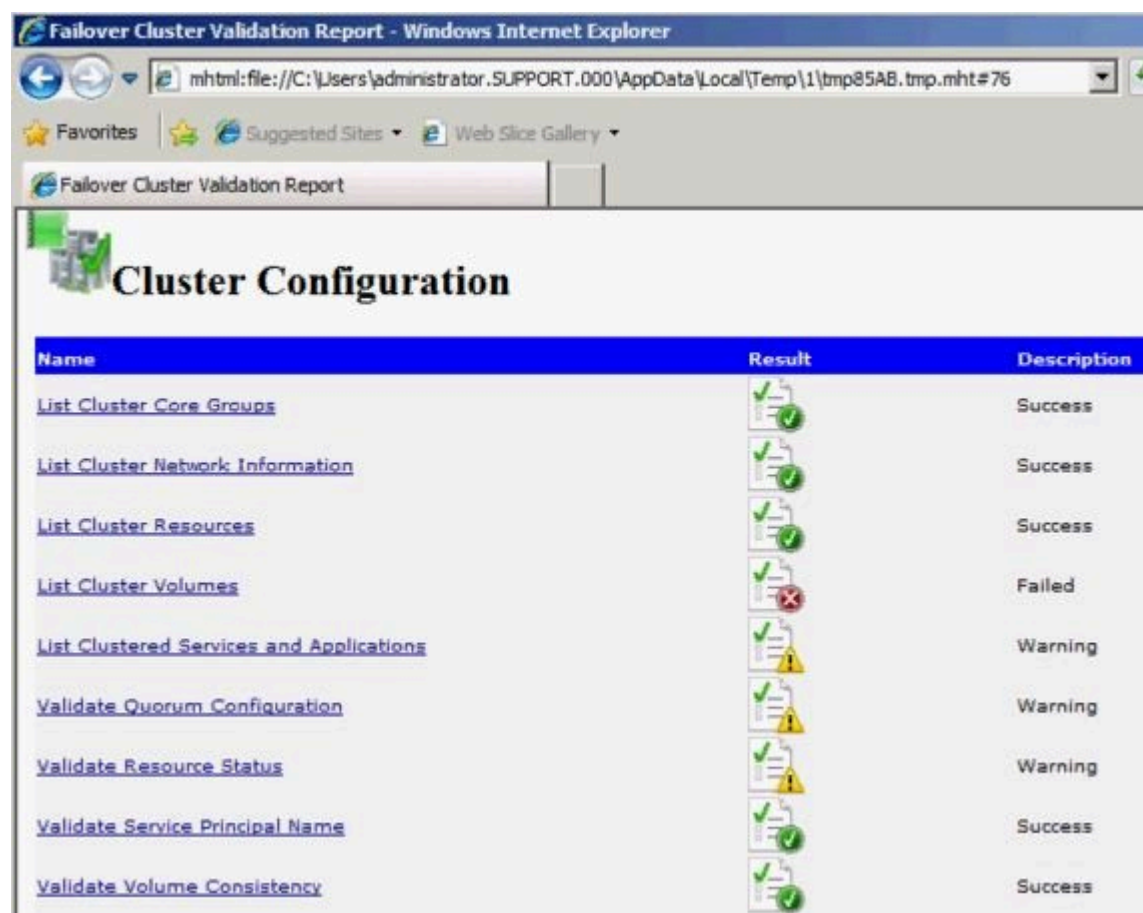 Failover Cluster Validation Report - Windows Internet Explorer
mhtml:file://C:\Users\administrator.SUPPORT.000\AppData\Local\Temp\1\tmp85AB.tmp.mht#76
Favorites Suggested Sites Web Slice Gallery
Failover Cluster Validation Report
Cluster Configuration
Name Result Description
List Cluster Core Groups Success
List Cluster Network Information Success
List Cluster Resources Success
List Cluster Volumes Failed
List Clustered Services and Applications Warning
Validate Quorum Configuration Warning
Validate Resource Status Warning
Validate Service Principal Name Success
Validate Volume Consistency Success